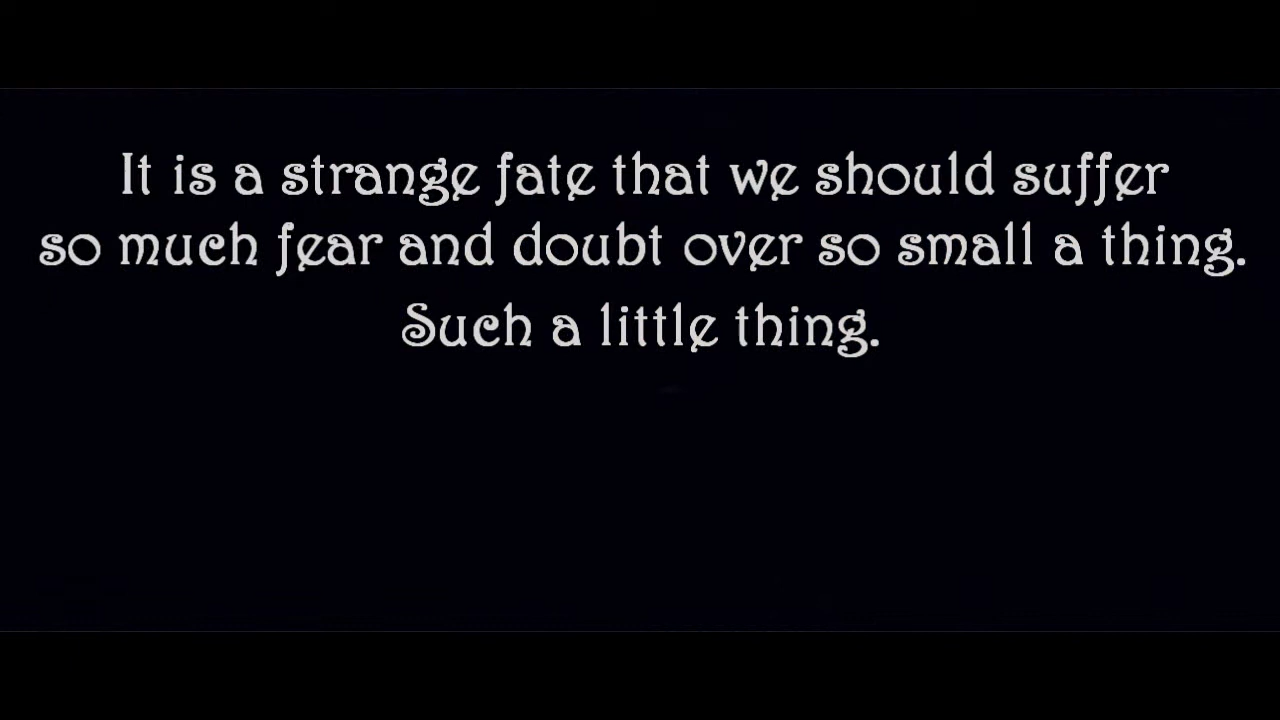 It is a strange fate that we should suffer
so much fear and doubt over so small a thing.
Such a little thing.